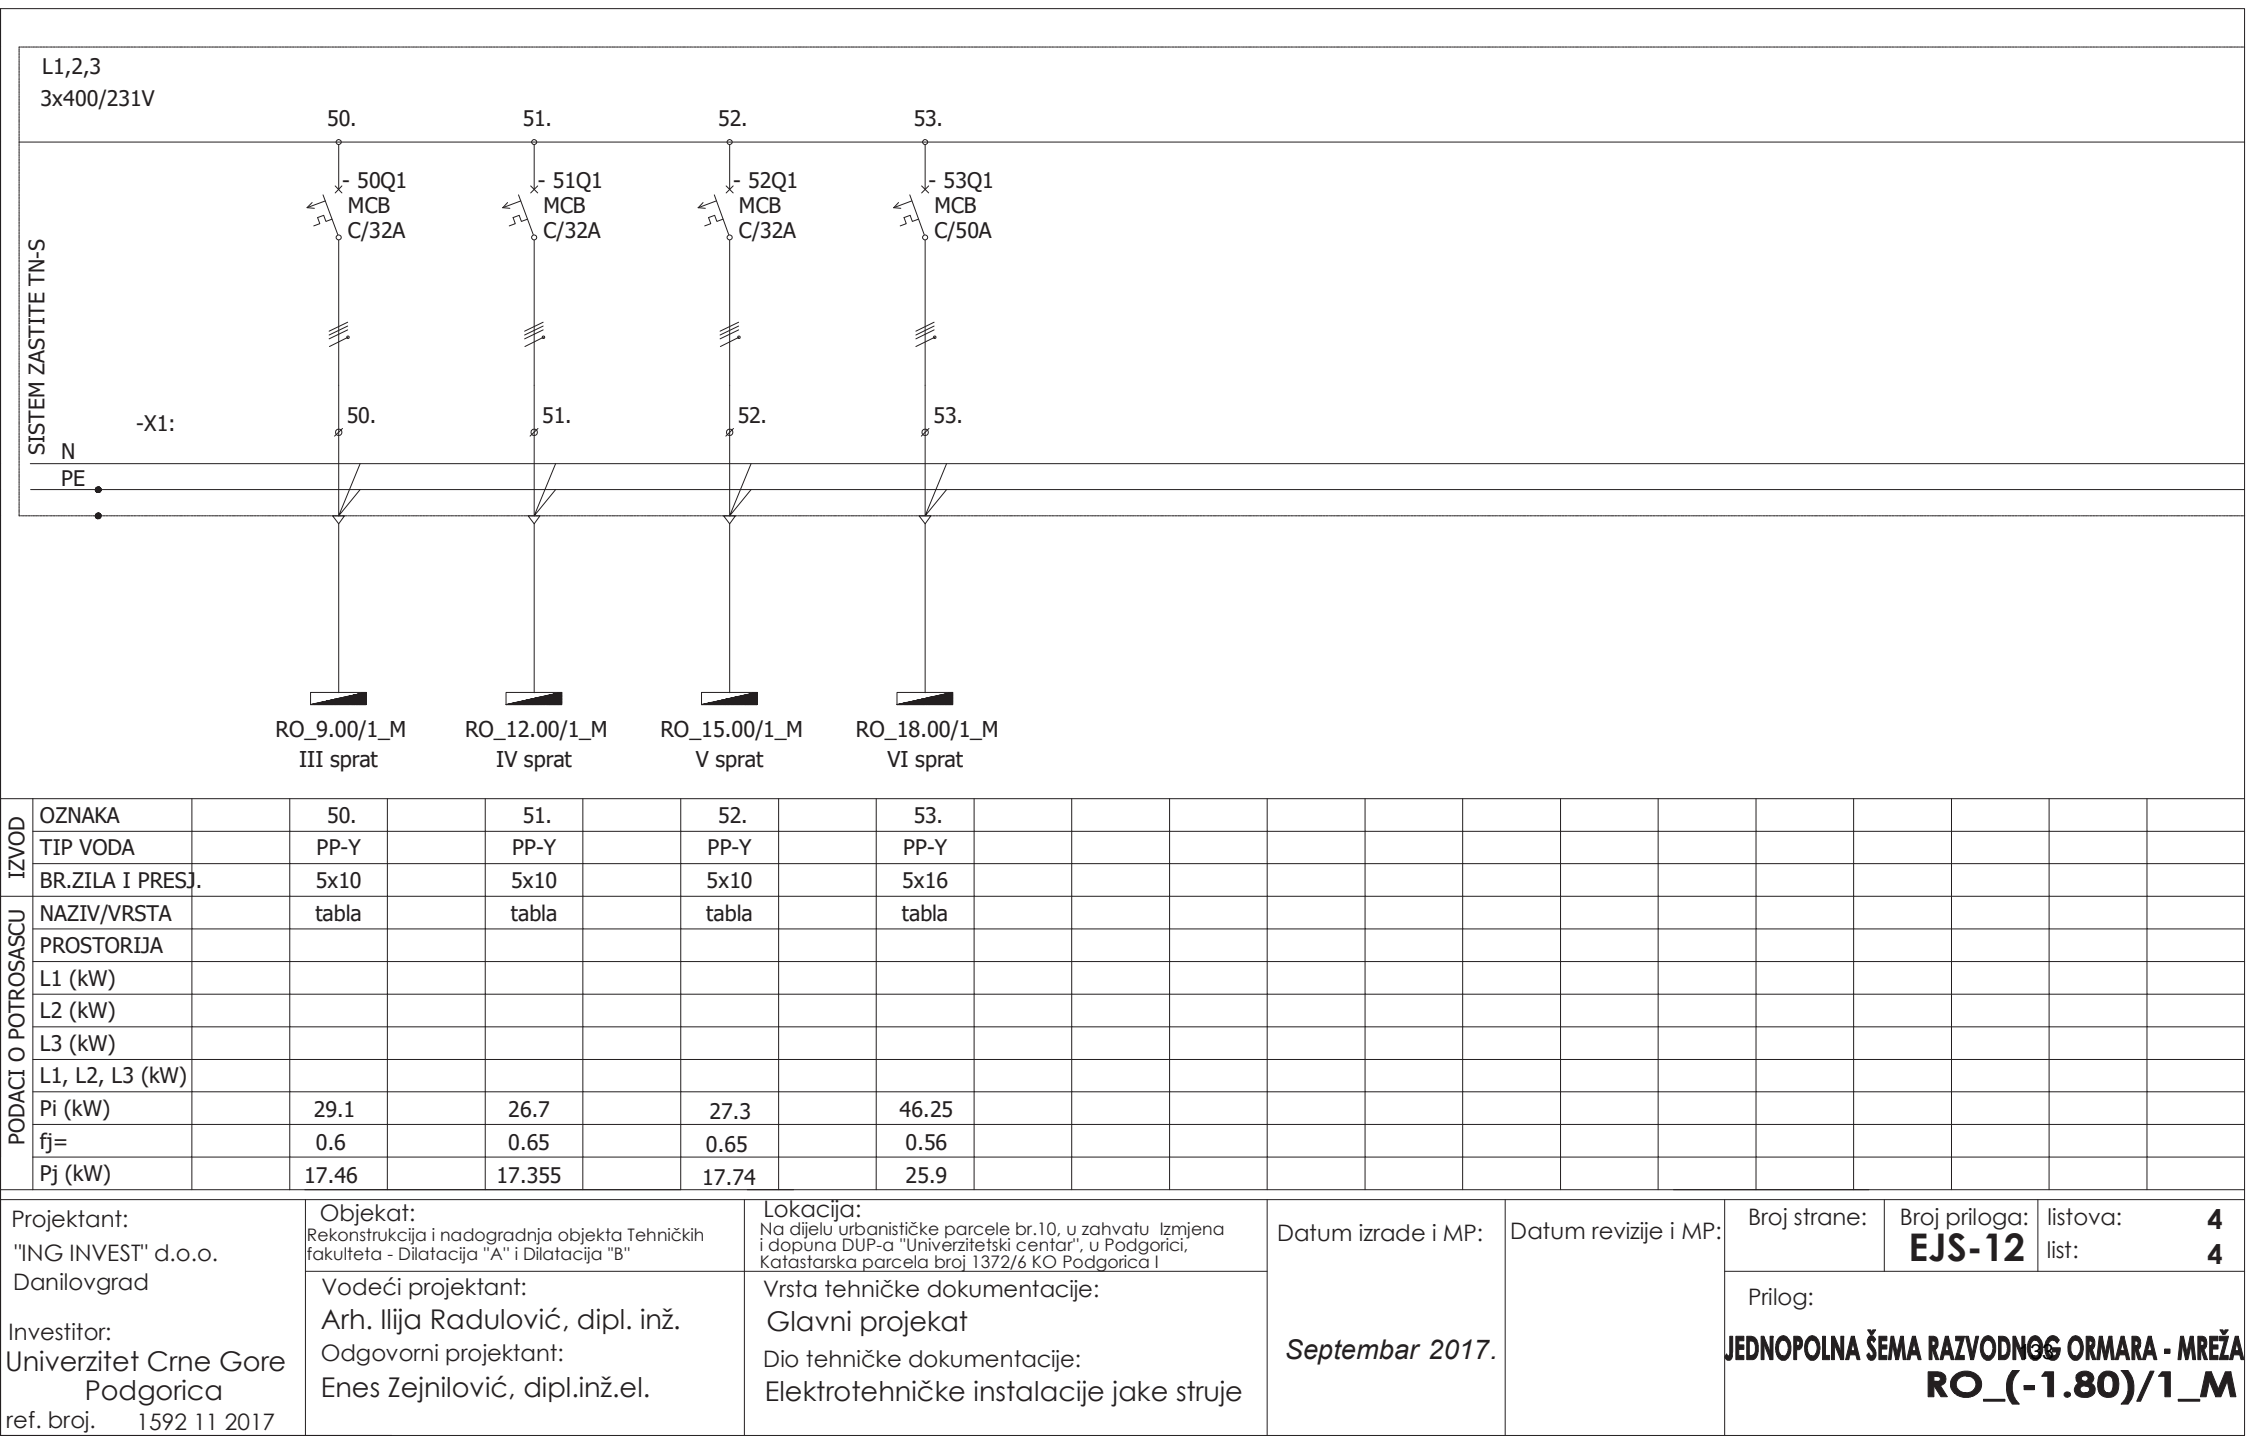 L1,2,3
3x400/231V
50. 51. 52. 53.
- 50Q1 - 51Q1 - 52Q1 - 53Q1
MCB MCB MCB MCB
C/32A C/32A C/32A C/50A
SISTEM ZASTITE TN-S
-X1: 50. 51. 52. 53.
N
PE
RO_9.00/1_M RO_12.00/1_M RO_15.00/1_M RO_18.00/1_M
III sprat IV sprat V sprat VI sprat
IZVOD
OZNAKA 50. 51. 52. 53.
TIP VODA PP-Y PP-Y PP-Y PP-Y
BR.ZILA I PRESJ. 5x10 5x10 5x10 5x16
PODACI O POTROSASCU
NAZIV/VRSTA tabla tabla tabla tabla
PROSTORIJA
L1 (kW)
L2 (kW)
L3 (kW)
L1, L2, L3 (kW)
Pi (kW) 29.1 26.7 27.3 46.25
fj= 0.6 0.65 0.65 0.56
Pj (kW) 17.46 17.355 17.74 25.9
Projektant:
"ING INVEST" d.o.o.
Danilovgrad
Investitor:
Univerzitet Crne Gore
Podgorica
ref. broj. 1592 11 2017
Objekat:
Rekonstrukcija i nadogradnja objekta Tehničkih
fakulteta - Dilatacija "A" i Dilatacija "B"
Vodeći projektant:
Arh. Ilija Radulović, dipl. inž.
Odgovorni projektant:
Enes Zejnilović, dipl.inž.el.
Lokacija:
Na dijelu urbanističke parcele br.10, u zahvatu Izmjena
i dopuna DUP-a "Univerzitetski centar", u Podgorici,
Katastarska parcela broj 1372/6 KO Podgorica I
Vrsta tehničke dokumentacije:
Glavni projekat
Dio tehničke dokumentacije:
Elektrotehničke instalacije jake struje
Datum izrade i MP:
Septembar 2017.
Datum revizije i MP:
Broj strane:
Broj priloga:
EJS-12
listova: 4
list: 4
Prilog:
JEDNOPOLNA ŠEMA RAZVODNOG ORMARA - MREŽA
133
RO_(-1.80)/1_M